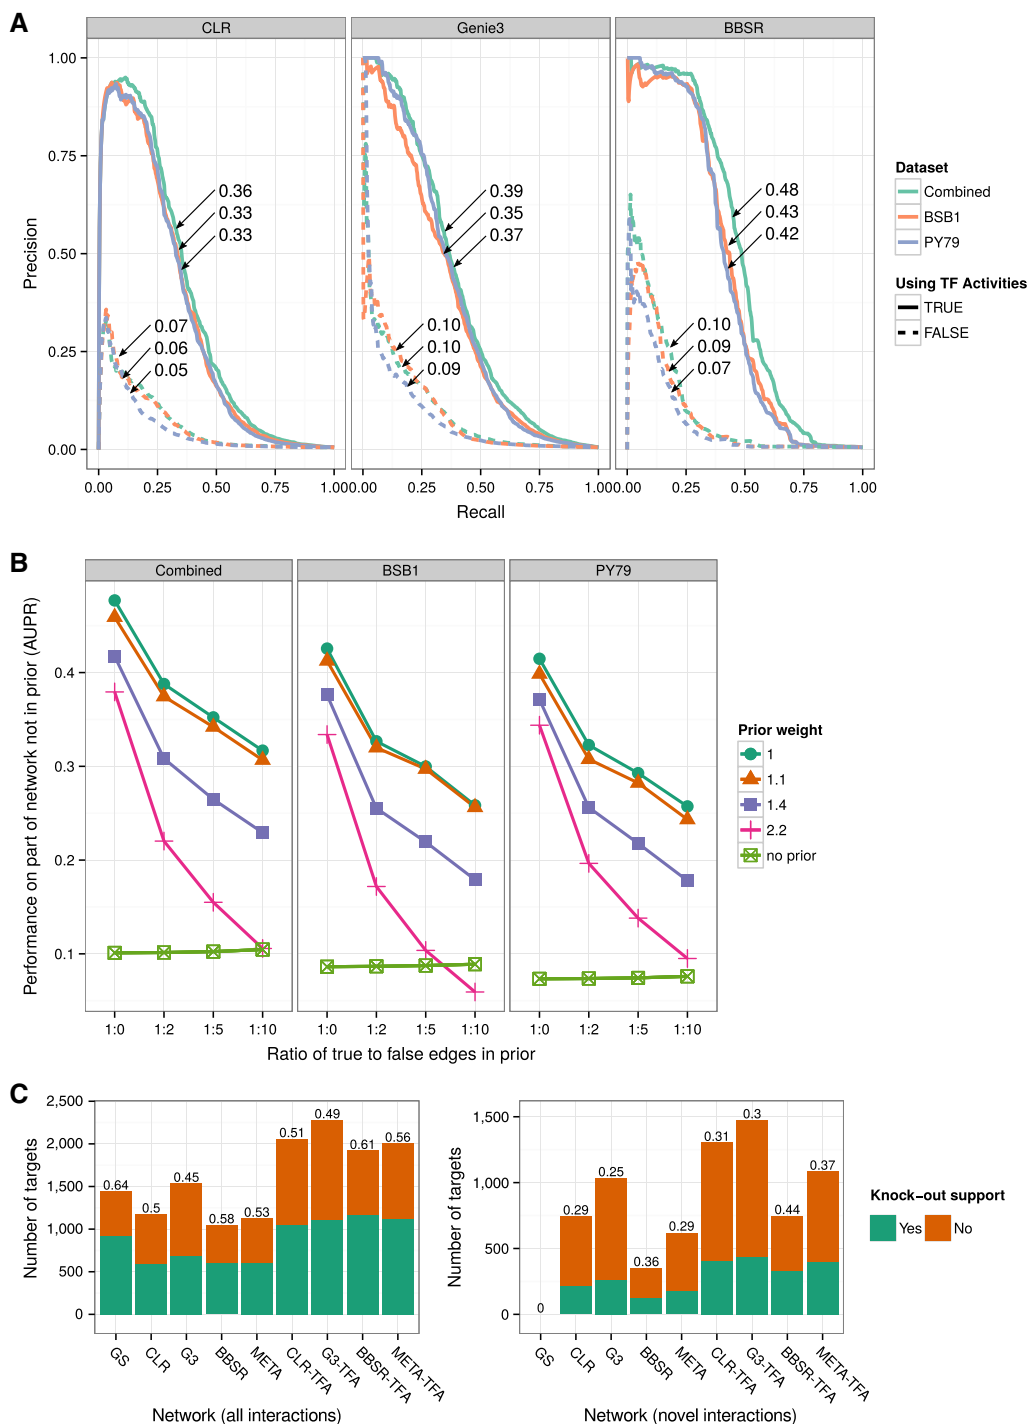 A
CLR
Genie3
BBSR
Precision
1.00
0.75
0.50
0.25
0.00
0.36
0.33
0.33
0.07
0.06
0.05
0.39
0.35
0.37
0.10
0.10
0.09
0.48
0.43
0.42
0.10
0.09
0.07
0.00 0.25 0.50 0.75 1.00
0.00 0.25 0.50 0.75 1.00
0.00 0.25 0.50 0.75 1.00
Recall
Dataset
Combined
BSB1
PY79
Using TF Activities
TRUE
FALSE
B
Combined
BSB1
PY79
Performance on part of network not in prior (AUPR)
0.4
0.3
0.2
0.1
1:0 1:2 1:5 1:10
1:0 1:2 1:5 1:10
1:0 1:2 1:5 1:10
Ratio of true to false edges in prior
Prior weight
1
1.1
1.4
2.2
no prior
C
Number of targets
2,500
2,000
1,500
1,000
500
0
0.64
0.5
0.45
0.58
0.53
0.51
0.49
0.61
0.56
GS
CLR
G3
BBSR
META
CLR-TFA
G3-TFA
BBSR-TFA
META-TFA
Network (all interactions)
Number of targets
1,500
1,000
500
0
0
0.29
0.25
0.36
0.29
0.31
0.3
0.44
0.37
GS
CLR
G3
BBSR
META
CLR-TFA
G3-TFA
BBSR-TFA
META-TFA
Network (novel interactions)
Knock-out support
Yes
No